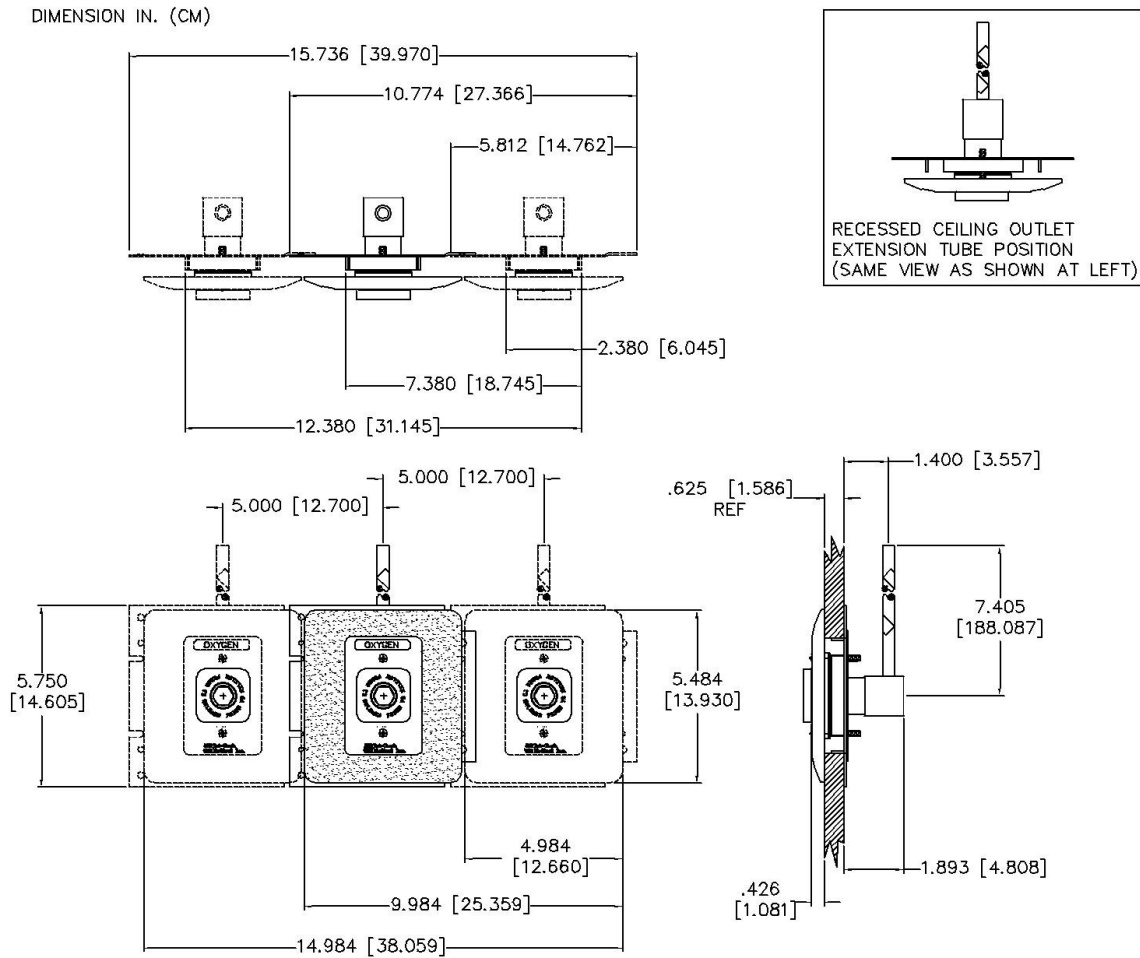 DIMENSION IN. (CM)
15.736 [39.970]
10.774 [27.366]
5.812 [14.762]
RECESSED CEILING OUTLET
EXTENSION TUBE POSITION
(SAME VIEW AS SHOWN AT LEFT)
2.380 [6.045]
7.380 [18.745]
12.380 [31.145]
5.000 [12.700]
5.000 [12.700]
1.400 [3.557]
.625 [1.586]
REF
7.405
[188.087]
OXYGEN
OXYGEN
OXYGEN
5.750
[14.605]
5.484
[13.930]
4.984
[12.660]
1.893 [4.808]
.426
[1.081]
9.984 [25.359]
14.984 [38.059]